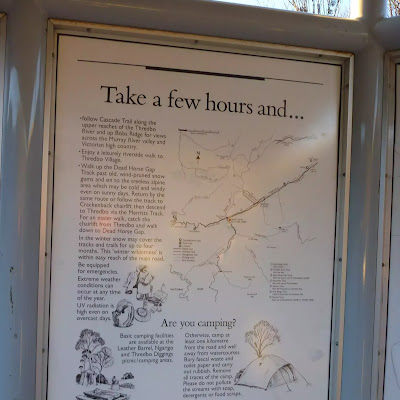 Take a few hours and...
•follow Cascade Trail along the
upper reaches of the Thredbo
River and up Bobs Ridge for views
across the Murray River valley and
Victorian high country.
•Enjoy a leisurely riverside walk to
Thredbo Village.
•Walk up the Dead Horse Gap
Track past old, wind-pruned snow
gums and on to the treeless alpine
area which may be cold and windy
even on sunny days. Return by the
same route or follow the track to
Crackenback chairlift then descend
to Thredbo via the Merritts Track.
For an easier walk, catch the
chairlift from Thredbo and walk
down to Dead Horse Gap.
In the winter snow may cover the
tracks and trails for up to four
months. This 'winter wilderness' is
within easy reach of the main road.
Be equipped
for emergencies.
Extreme weather
conditions can
occur at any time
of the year.
UV radiation is
high even on
overcast days.
Are you camping?
Basic camping facilities
are available at the
Leather Barrel, Ngarigo
and Thredbo Diggings
picnic/camping areas.
Otherwise, camp at
least one kilometre
from the road and well
away from watercourses.
Bury faecal waste and
toilet paper and carry
out rubbish. Remove
all traces of the camp.
Please do not pollute
the streams with soap,
detergents or food scraps.